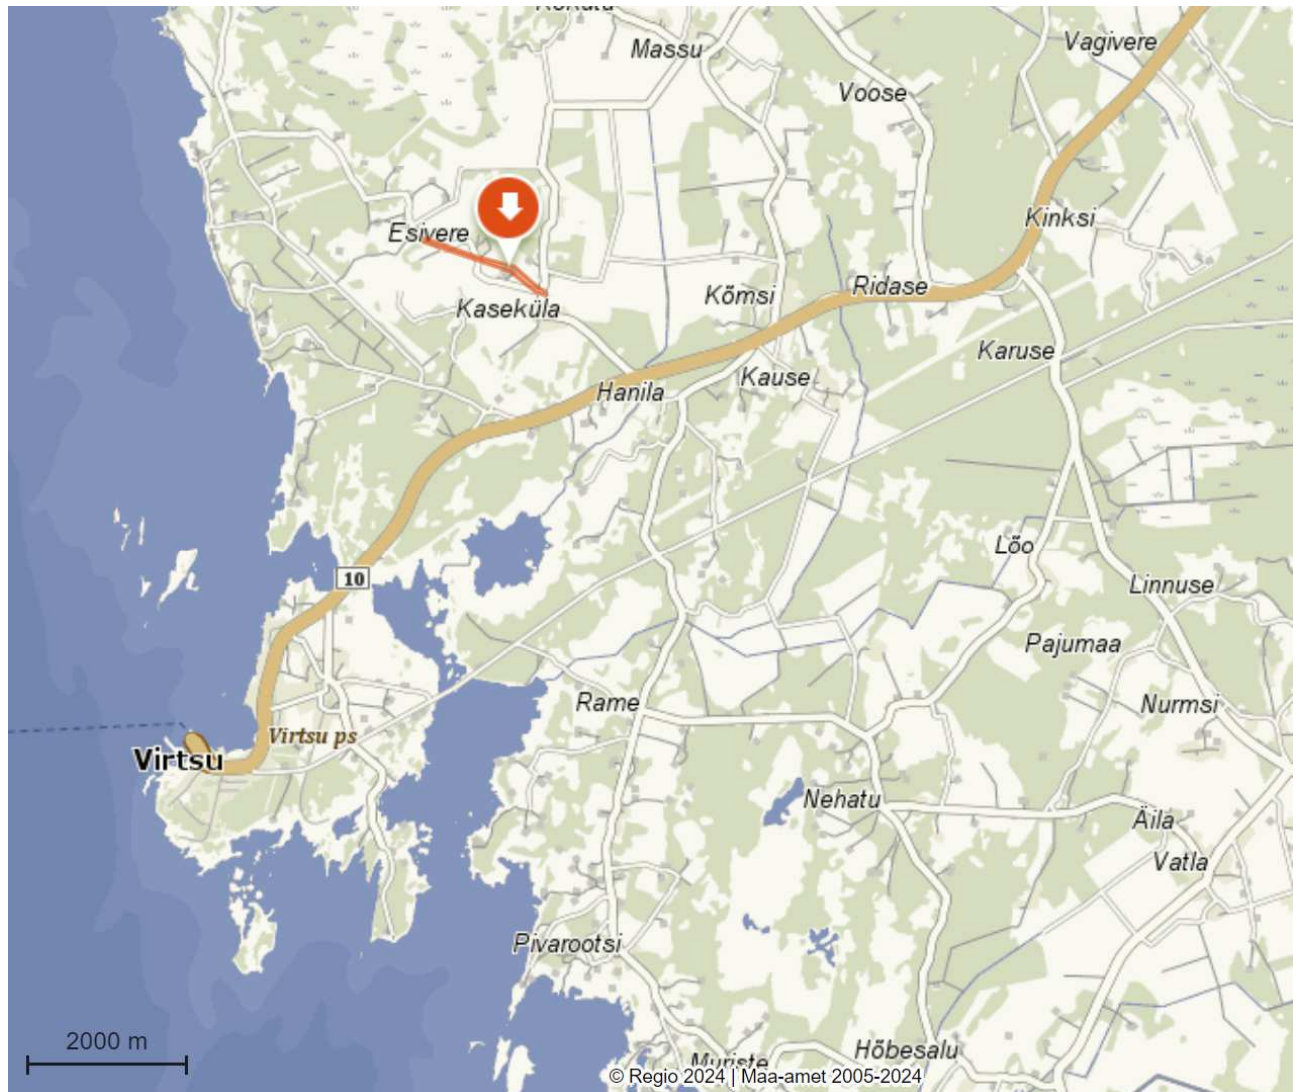 Massu
Vagivere
Voose
Kinksi
Esivere
Ridase
Kõmsi
Kaseküla
Karuse
Kause
Hanila
Lõo
10
Linnuse
Pajumaa
Rame
Nurmsi
Virtsu ps
Virtsu
Nehatu
Äila
Vatla
Pivarootsi
2000 m
Hõbesalu
Muriste
© Regio 2024 | Maa-amet 2005-2024